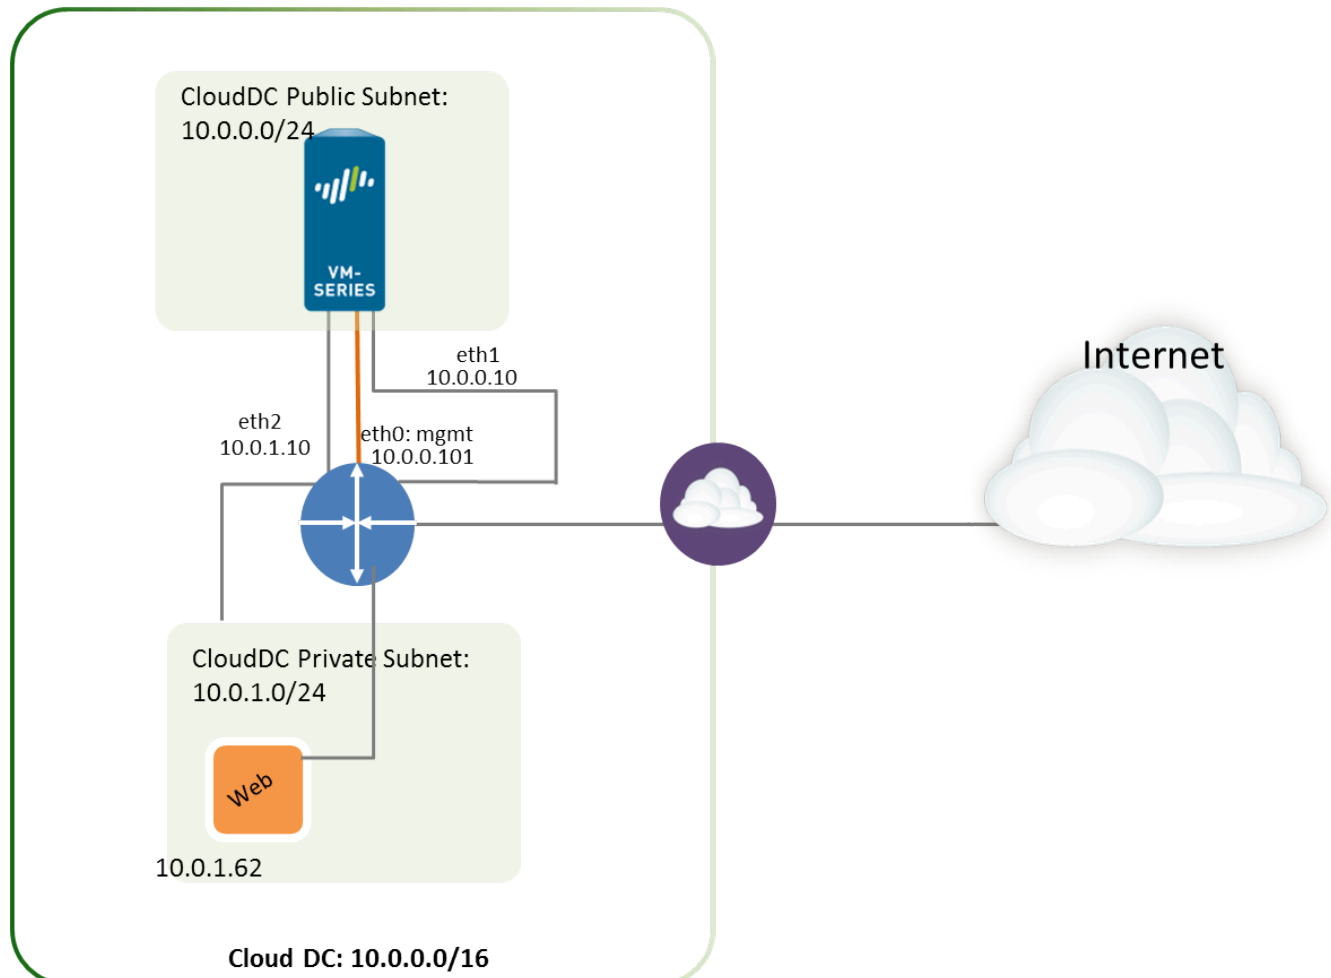 CloudDC Public Subnet:
10.0.0.0/24
VM-
SERIES
eth1
10.0.0.10
eth2
10.0.1.10
eth0: mgmt
10.0.0.101
Internet
CloudDC Private Subnet:
10.0.1.0/24
Web
10.0.1.62
Cloud DC: 10.0.0.0/16